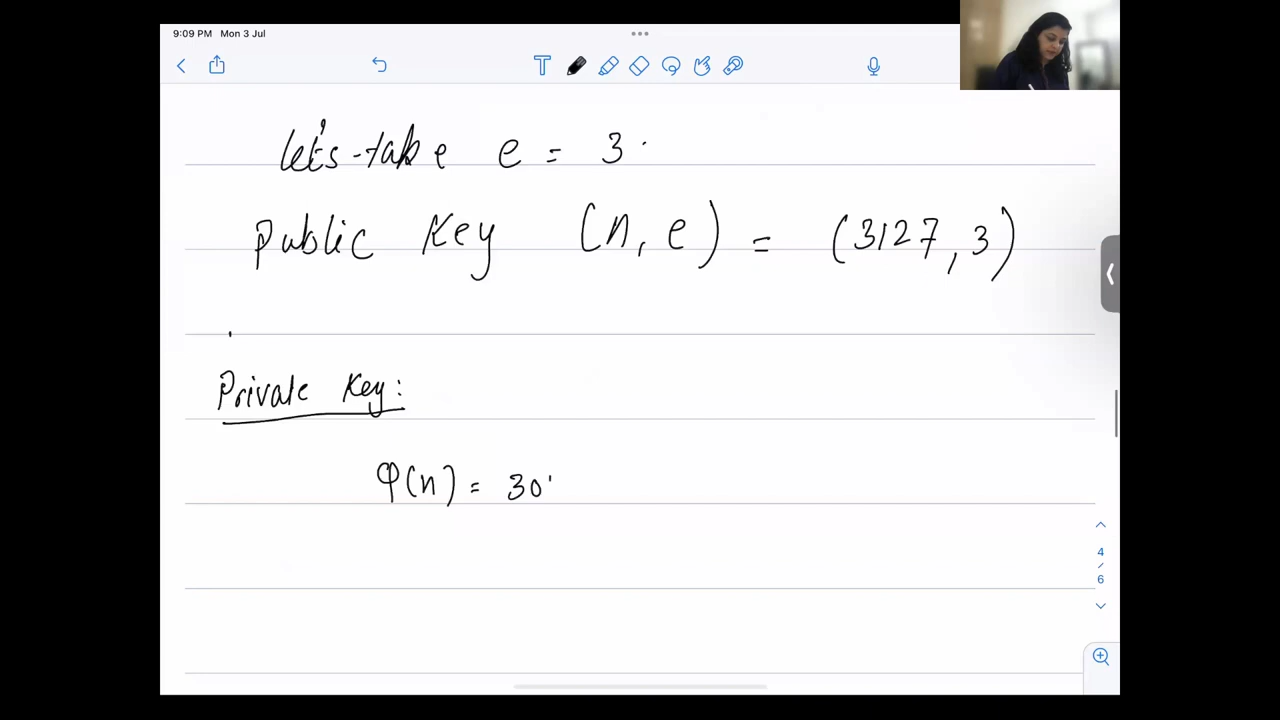 9:09 PM Mon 3 Jul
let's take e = 3.
Public Key (n, e) = (3127, 3)
Private Key:
φ(n) = 30
4
6